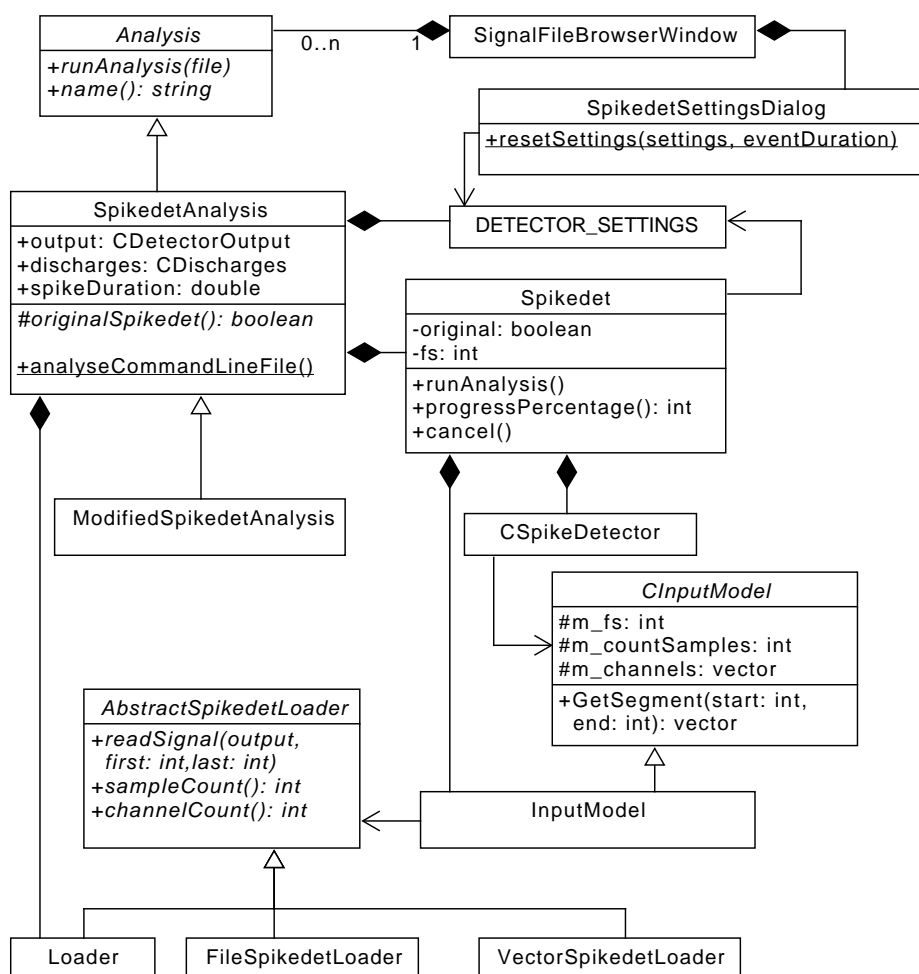 Analysis
+runAnalysis(file)
+name(): string
0..n
1
SignalFileBrowserWindow
SpikedetSettingsDialog
+resetSettings(settings, eventDuration)
SpikedetAnalysis
+output: CDetectorOutput
+discharges: CDischarges
+spikeDuration: double
#originalSpikedet(): boolean
+analyseCommandLineFile()
DETECTOR_SETTINGS
Spikedet
-original: boolean
-fs: int
+runAnalysis()
+progressPercentage(): int
+cancel()
ModifiedSpikedetAnalysis
CSpikeDetector
CInputModel
#m_fs: int
#m_countSamples: int
#m_channels: vector
+GetSegment(start: int,
end: int): vector
AbstractSpikedetLoader
+readSignal(output,
first: int,last: int)
+sampleCount(): int
+channelCount(): int
InputModel
Loader
FileSpikedetLoader
VectorSpikedetLoader